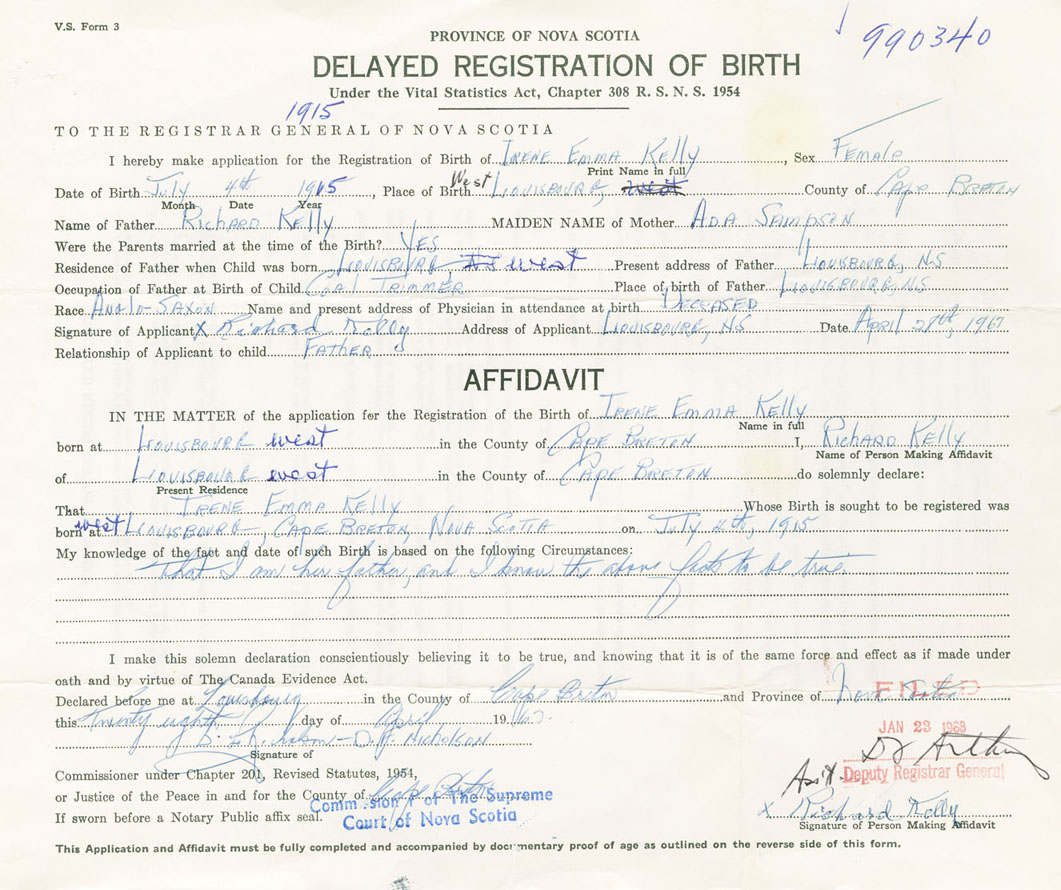 V.S. Form 3
990340
PROVINCE OF NOVA SCOTIA
DELAYED REGISTRATION OF BIRTH
Under the Vital Statistics Act, Chapter 308 R. S. N. S. 1954
1915
TO THE REGISTRAR GENERAL OF NOVA SCOTIA
I hereby make application for the Registration of Birth of IRENE EMMA KELLY, Sex FEMALE
Print Name in full
Date of Birth July 4th 1915, Place of Birth West LOUISBOURG, West County of CAPE BRETON
Month Date Year
Name of Father RICHARD KELLY MAIDEN NAME of Mother ADA SAMPSON
Were the Parents married at the time of the Birth? YES
Residence of Father when Child was born LOUISBOURG, west Present address of Father LOUISBOURG, NS
Occupation of Father at Birth of Child COAL TRIMMER Place of birth of Father LOUISBOURG, NS
Race ANGLO-SAXON Name and present address of Physician in attendance at birth DECEASED
Signature of Applicant X Richard Kelly Address of Applicant LOUISBOURG, NS Date April 28th, 1967
Relationship of Applicant to child FATHER
AFFIDAVIT
IN THE MATTER of the application for the Registration of the Birth of IRENE EMMA KELLY
Name in full
born at LOUISBOURG west in the County of CAPE BRETON I, RICHARD KELLY
Name of Person Making Affidavit
of LOUISBOURG west in the County of CAPE BRETON do solemnly declare:
Present Residence
That IRENE EMMA KELLY Whose Birth is sought to be registered was
born at west LOUISBOURG, CAPE BRETON, NOVA SCOTIA on July 4th, 1915
My knowledge of the fact and date of such Birth is based on the following Circumstances:
That I am her father, and I know the above facts to be true.
I make this solemn declaration conscientiously believing it to be true, and knowing that it is of the same force and effect as if made under
oath and by virtue of The Canada Evidence Act.
Declared before me at Louisbourg in the County of Cape Breton and Province of Nova Scotia
FILED
this Twenty eight day of April 1967.
JAN 23 1968
D. F. NICHOLSON
Signature of
Commissioner under Chapter 201, Revised Statutes, 1954,
Ass't. Deputy Registrar General
or Justice of the Peace in and for the County of Cape Breton
Commission r of The Supreme
X Richard Kelly
If sworn before a Notary Public affix seal.
Court of Nova Scotia
Signature of Person Making Affidavit
This Application and Affidavit must be fully completed and accompanied by documentary proof of age as outlined on the reverse side of this form.